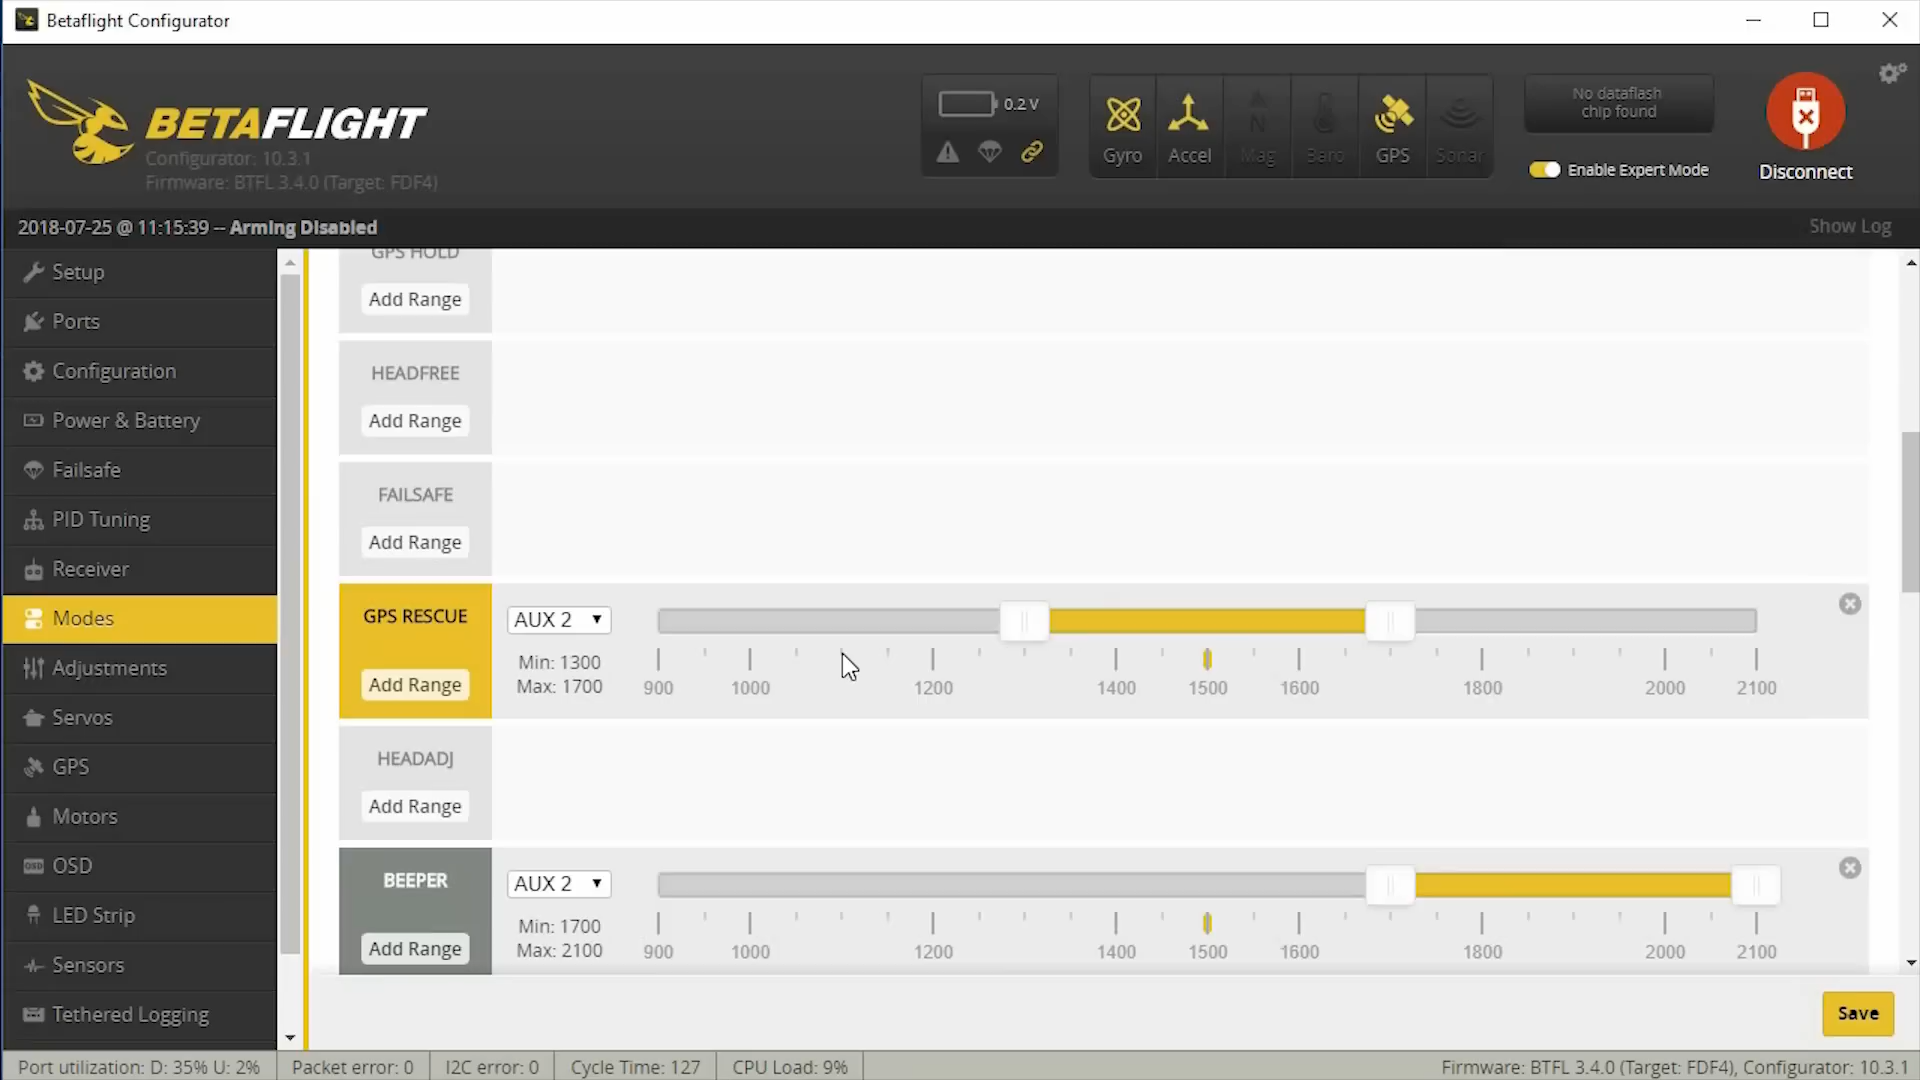 Betaflight Configurator
BETAFLIGHT
Configurator: 10.3.1
Firmware: BTFL 3.4.0 (Target: FDF4)
0.2 V
Gyro
Accel
Mag
Baro
GPS
Sonar
No dataflash
chip found
Enable Expert Mode
Disconnect
2018-07-25 @ 11:15:39 -- Arming Disabled
Show Log
Setup
Ports
Configuration
Power & Battery
Failsafe
PID Tuning
Receiver
Modes
Adjustments
Servos
GPS
Motors
OSD
LED Strip
Sensors
Tethered Logging
GPS HOLD
Add Range
HEADFREE
Add Range
FAILSAFE
Add Range
GPS RESCUE
Add Range
AUX 2
Min: 1300
Max: 1700
900 1000 1200 1400 1500 1600 1800 2000 2100
HEADADJ
Add Range
BEEPER
Add Range
AUX 2
Min: 1700
Max: 2100
900 1000 1200 1400 1500 1600 1800 2000 2100
Save
Port utilization: D: 35% U: 2%
Packet error: 0
I2C error: 0
Cycle Time: 127
CPU Load: 9%
Firmware: BTFL 3.4.0 (Target: FDF4), Configurator: 10.3.1